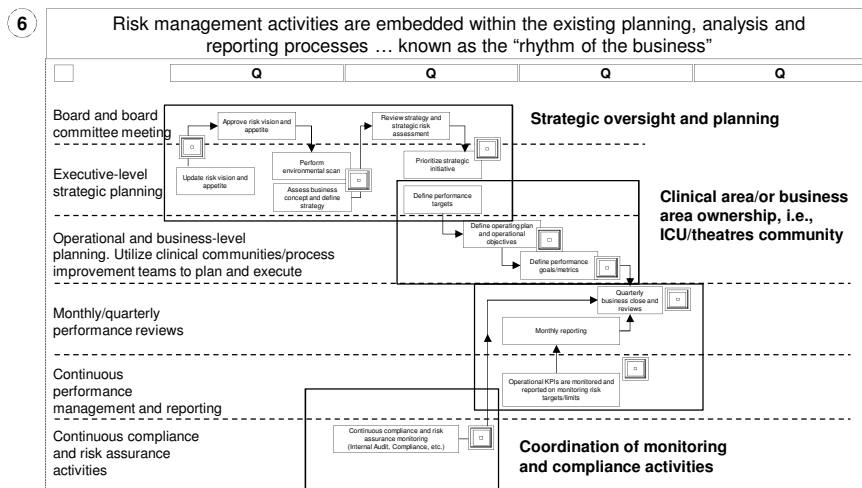 6
Risk management activities are embedded within the existing planning, analysis and
reporting processes … known as the “rhythm of the business”
Q Q Q Q
Board and board
committee meeting
Approve risk vision and
appetite
Review strategy and
strategic risk
assessment
Strategic oversight and planning
Executive-level
strategic planning
Update risk vision and
appetite
Perform
environmental scan
Assess business
concept and define
strategy
Prioritize strategic
initiative
Define performance
targets
Clinical area/or business
area ownership, i.e.,
ICU/theatres community
Operational and business-level
planning. Utilize clinical communities/process
improvement teams to plan and execute
Define operating plan
and operational
objectives
Define performance
goals/metrics
Monthly/quarterly
performance reviews
Quarterly
business close and
reviews
Monthly reporting
Continuous
performance
management and reporting
Operational KPIs are monitored and
reported on monitoring risk
targets/limits
Continuous compliance
and risk assurance
activities
Continuous compliance and risk
assurance monitoring
(Internal Audit, Compliance, etc.)
Coordination of monitoring
and compliance activities